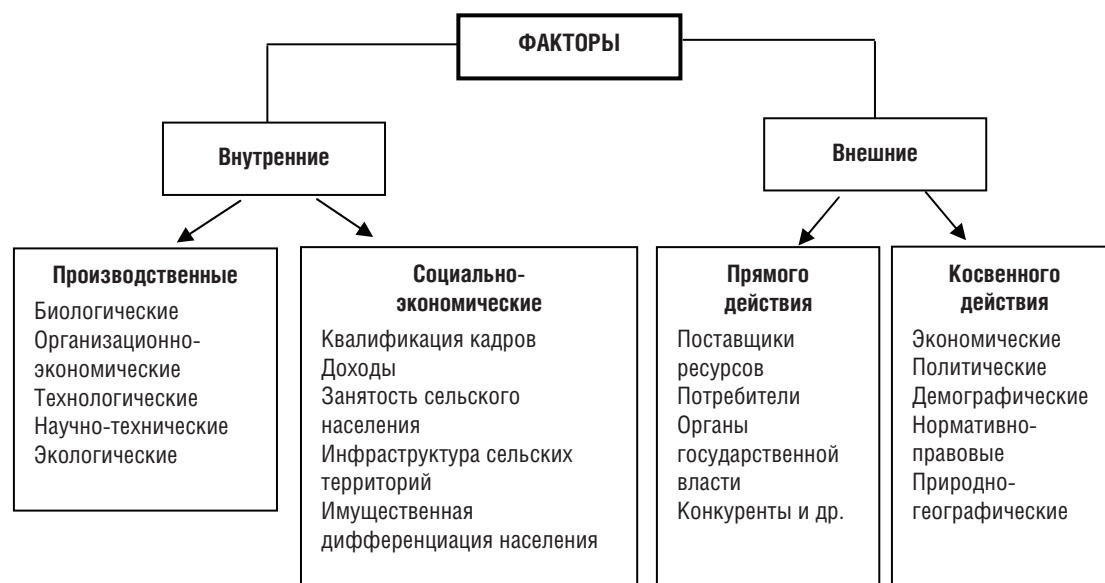 ФАКТОРЫ
Внутренние
Внешние
Производственные
Биологические
Организационно-
экономические
Технологические
Научно-технические
Экологические
Социально-
экономические
Квалификация кадров
Доходы
Занятость сельского
населения
Инфраструктура сельских
территорий
Имущественная
дифференциация населения
Прямого
действия
Поставщики
ресурсов
Потребители
Органы
государственной
власти
Конкуренты и др.
Косвенного
действия
Экономические
Политические
Демографические
Нормативно-
правовые
Природно-
географические